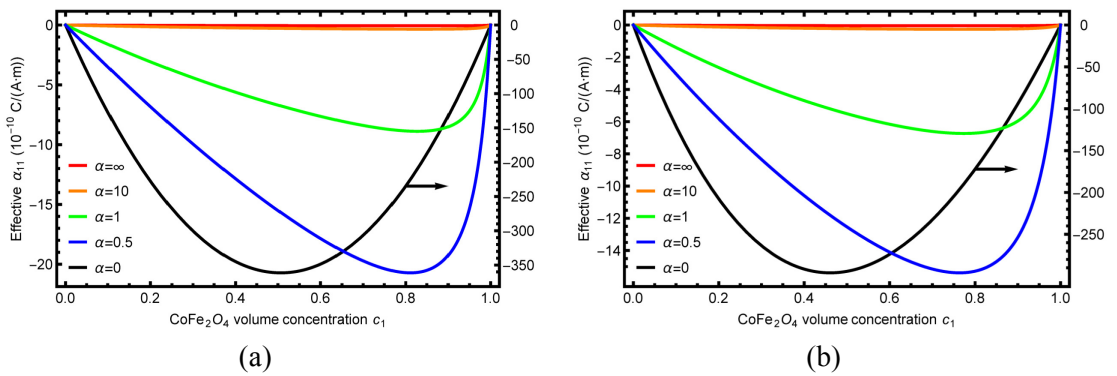 0
−5
−10
−15
−20
0
−50
−100
−150
−200
−250
−300
−350
0.0 0.2 0.4 0.6 0.8 1.0
Effective α₁₁ (10⁻¹⁰ C/(A·m))
CoFe₂O₄ volume concentration c₁
α=∞
α=10
α=1
α=0.5
α=0
(a)
0
−2
−4
−6
−8
−10
−12
−14
0
−50
−100
−150
−200
−250
0.0 0.2 0.4 0.6 0.8 1.0
Effective α₁₁ (10⁻¹⁰ C/(A·m))
CoFe₂O₄ volume concentration c₁
α=∞
α=10
α=1
α=0.5
α=0
(b)